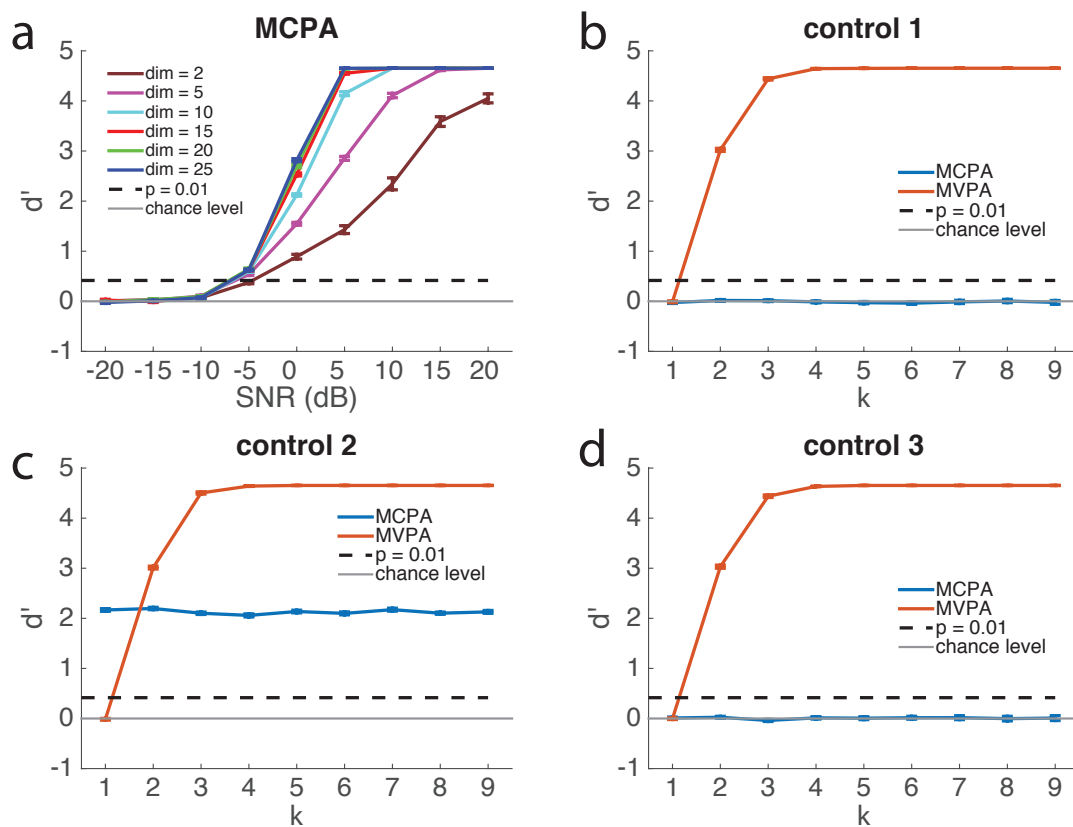 a
MCPA
5
4
3
2
1
0
-1
d'
dim = 2
dim = 5
dim = 10
dim = 15
dim = 20
dim = 25
p = 0.01
chance level
-20 -15 -10 -5 0 5 10 15 20
SNR (dB)
b
control 1
5
4
3
2
1
0
-1
d'
MCPA
MVPA
p = 0.01
chance level
1 2 3 4 5 6 7 8 9
k
c
control 2
5
4
3
2
1
0
-1
d'
MCPA
MVPA
p = 0.01
chance level
1 2 3 4 5 6 7 8 9
k
d
control 3
5
4
3
2
1
0
-1
d'
MCPA
MVPA
p = 0.01
chance level
1 2 3 4 5 6 7 8 9
k